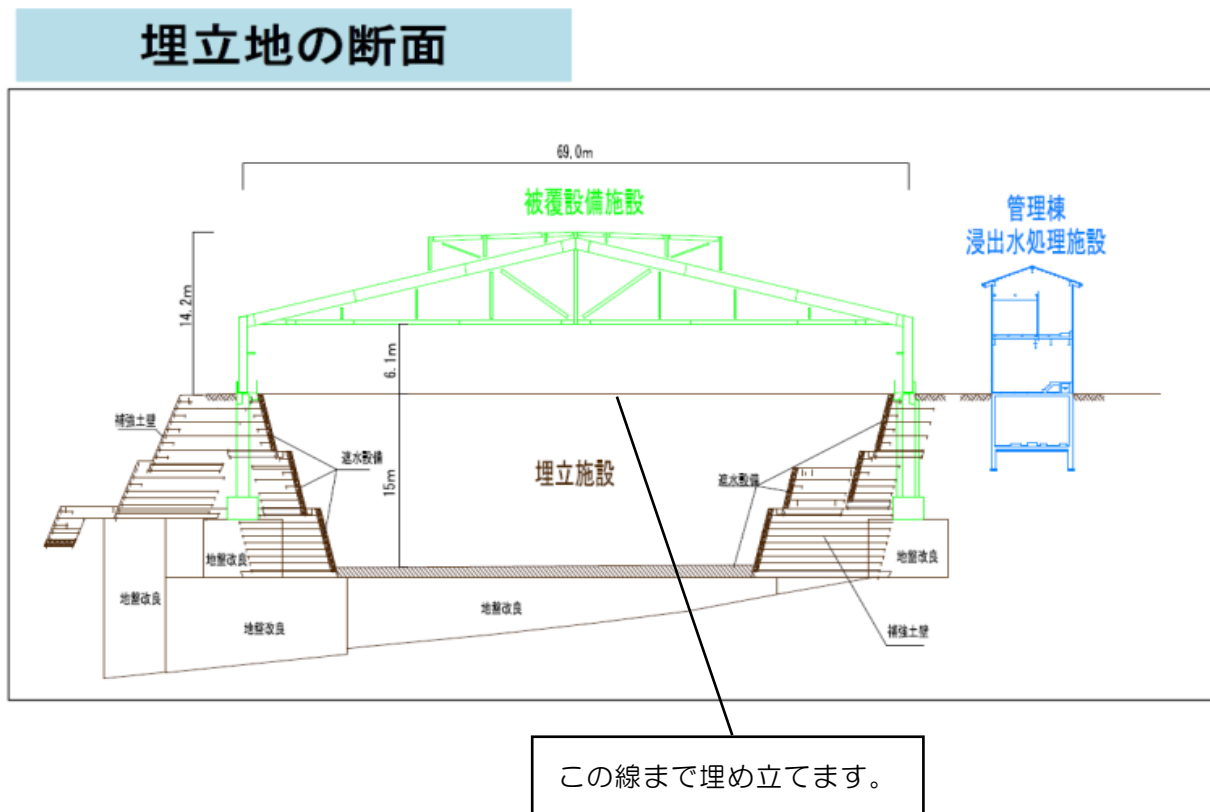 埋立地の断面
69.0m
被覆設備施設
管理棟
浸出水処理施設
14.2m
6.1m
補強土壁
遮水設備
15m
埋立施設
遮水設備
地盤改良
地盤改良
地盤改良
地盤改良
地盤改良
補強土壁
この線まで埋め立てます。